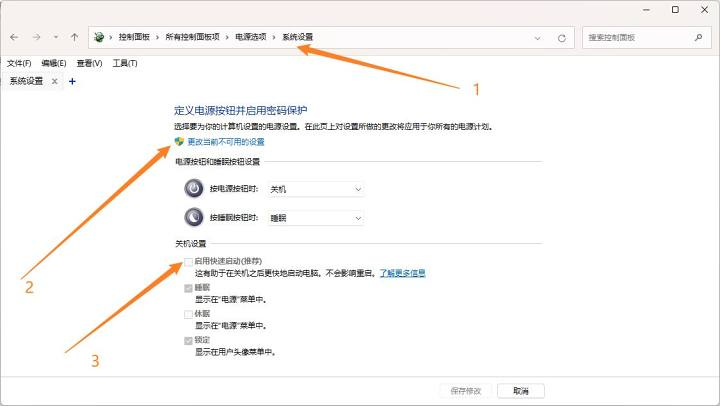 控制面板 › 所有控制面板项 › 电源选项 › 系统设置
搜索控制面板
文件(F) 编辑(E) 查看(V) 工具(T)
系统设置
1
定义电源按钮并启用密码保护
选择要为你的计算机设置的电源设置。在此页上对设置所做的更改将应用于你所有的电源计划。
更改当前不可用的设置
电源按钮和睡眠按钮设置
按电源按钮时: 关机
按睡眠按钮时: 睡眠
关机设置
启用快速启动(推荐)
这有助于在关机之后更快地启动电脑。不会影响重启。了解更多信息
2
睡眠
显示在"电源"菜单中。
休眠
显示在"电源"菜单中。
锁定
显示在用户头像菜单中。
3
保存修改 取消